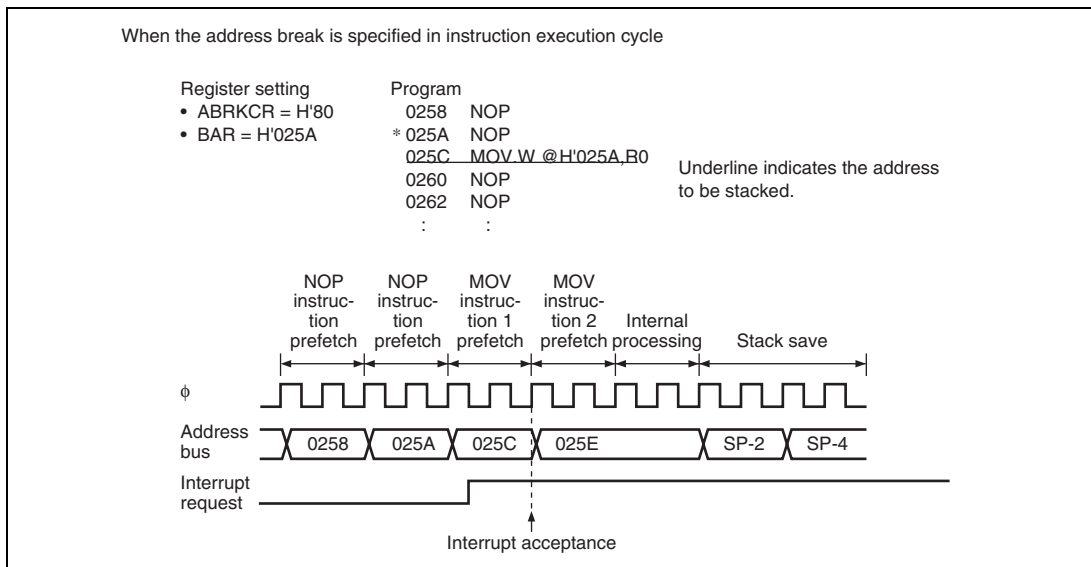 When the address break is specified in instruction execution cycle
Register setting
• ABRKCR = H'80
• BAR = H'025A
Program
0258 NOP
* 025A NOP
025C MOV.W @H'025A,R0
0260 NOP
0262 NOP
: :
Underline indicates the address
to be stacked.
NOP
instruc-
tion
prefetch
NOP
instruc-
tion
prefetch
MOV
instruc-
tion 1
prefetch
MOV
instruc-
tion 2
prefetch
Internal
processing
Stack save
φ
Address
bus
0258
025A
025C
025E
SP-2
SP-4
Interrupt
request
Interrupt acceptance